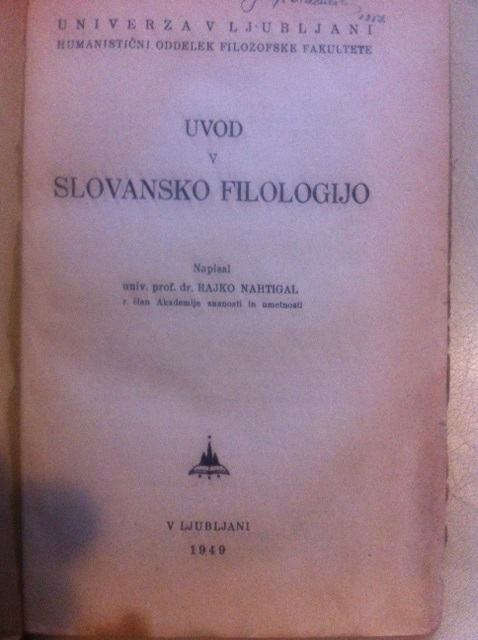 1952
UNIVERZA V LJUBLJANI
HUMANISTIČNI ODDELEK FILOZOFSKE FAKULTETE
UVOD
V
SLOVANSKO FILOLOGIJO
Napisal
univ. prof. dr. RAJKO NAHTIGAL
r. član Akademije znanosti in umetnosti
V LJUBLJANI
1949